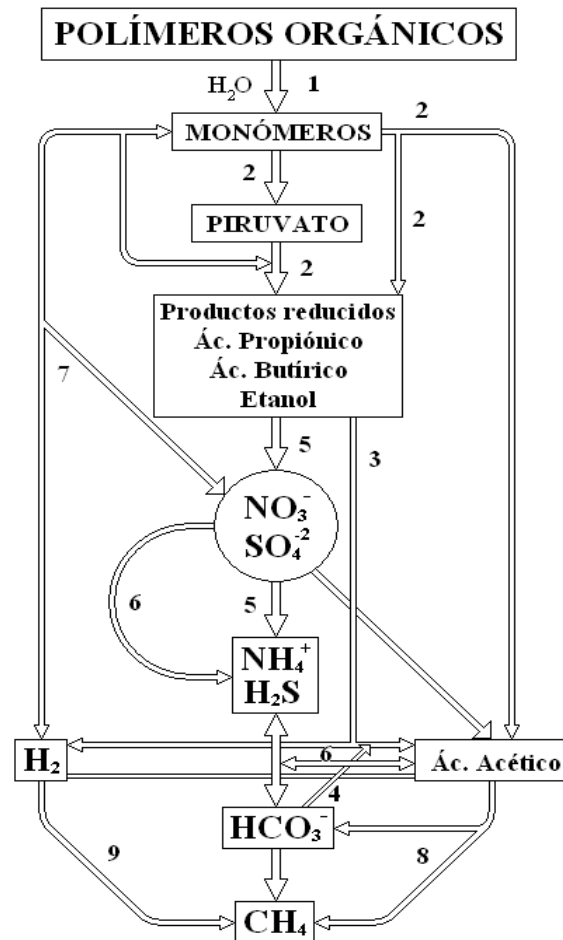 POLÍMEROS ORGÁNICOS
H₂O 1
MONÓMEROS 2
2
PIRUVATO
2
2
Productos reducidos
Ác. Propiónico
Ác. Butírico
Etanol
7
5 3
NO₃⁻
SO₄⁻²
6 5
NH₄⁺
H₂S
H₂ 6 Ác. Acético
4
HCO₃⁻
9 8
CH₄